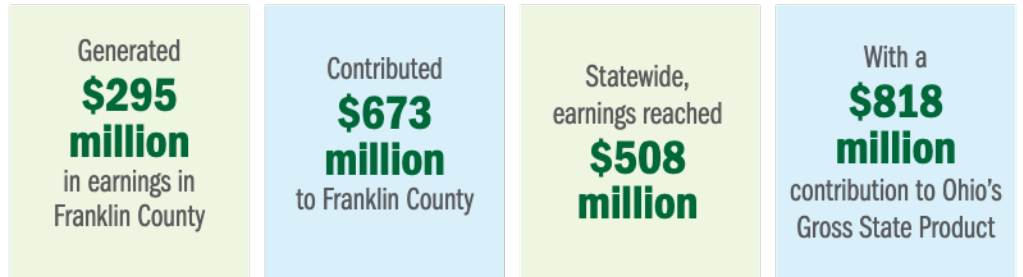 Generated
$295
million
in earnings in
Franklin County
Contributed
$673
million
to Franklin County
Statewide,
earnings reached
$508
million
With a
$818
million
contribution to Ohio’s
Gross State Product